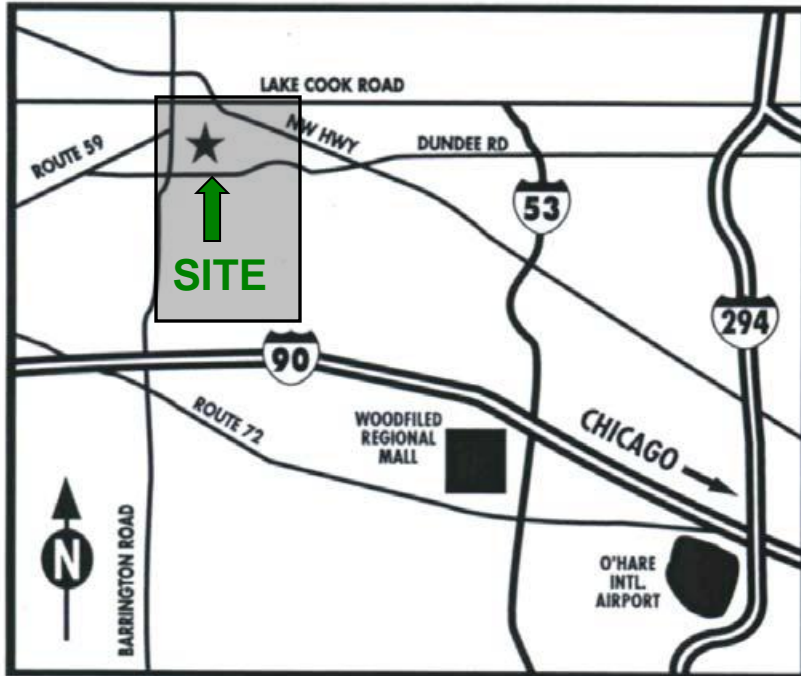 LAKE COOK ROAD
NW HWY
DUNDEE RD
ROUTE 59
53
SITE
294
90
ROUTE 72
WOODFILED
REGIONAL
MALL
CHICAGO
N
BARRINGTON ROAD
O'HARE
INTL.
AIRPORT